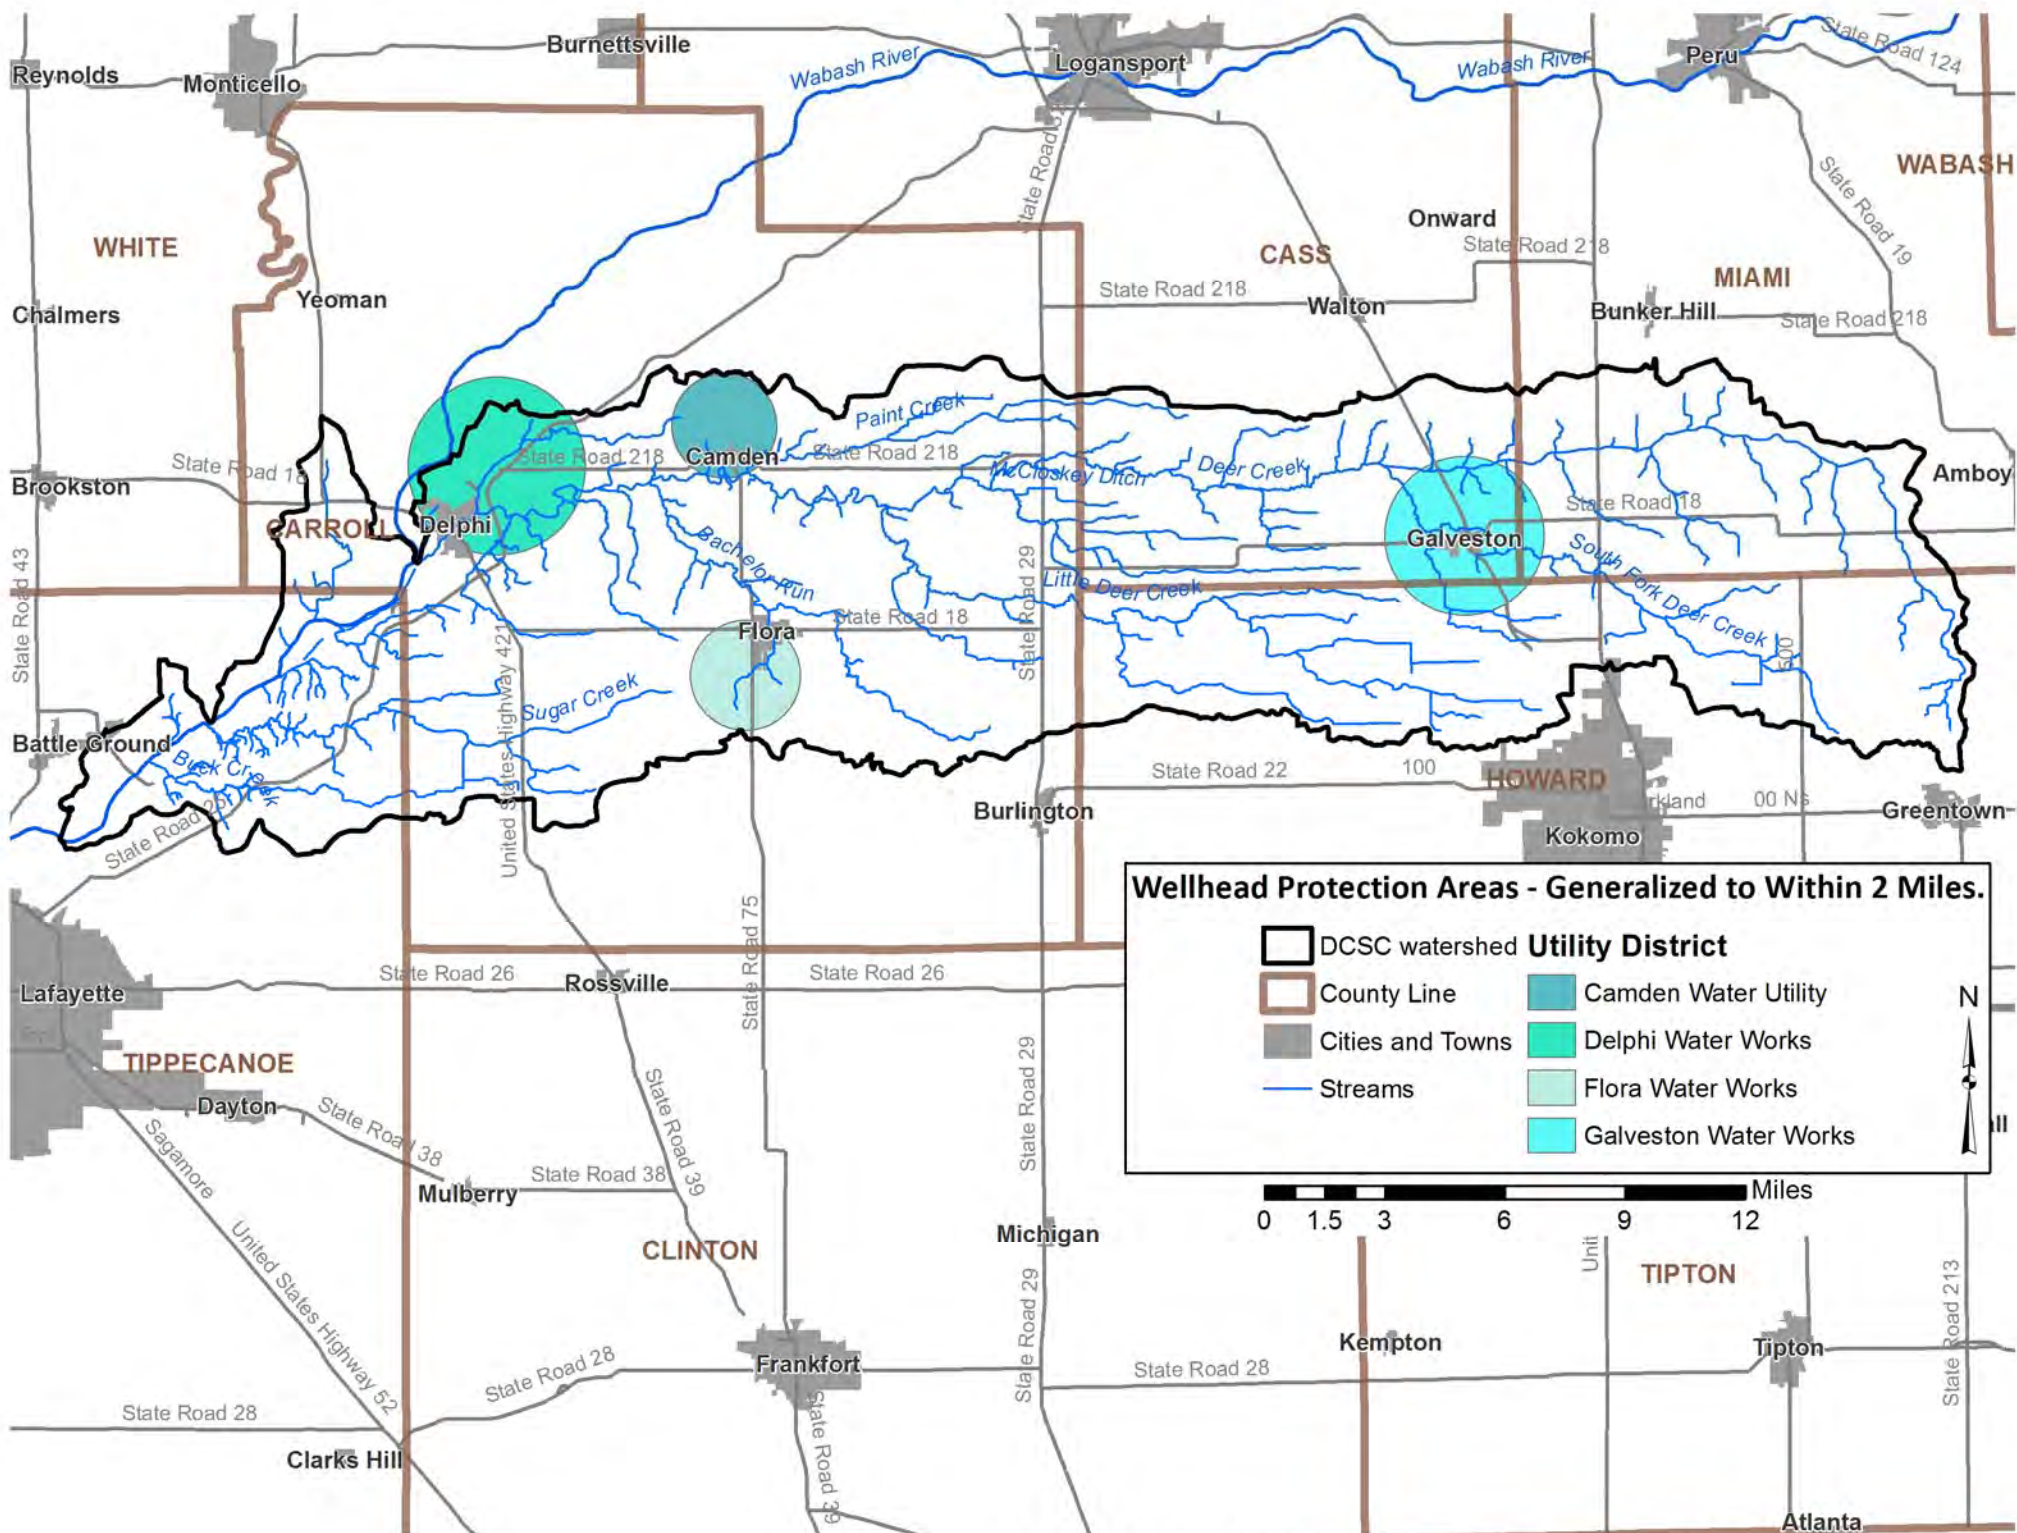 Burnettsville
Wabash River
Logansport
Wabash River
Peru
State Road 124
Reynolds
Monticello
State Road
WABASH
State Road 19
WHITE
Onward
CASS
State Road 218
MIAMI
Yeoman
State Road 218
Walton
Chalmers
Bunker Hill
State Road 218
Paint Creek
State Road 218
Camden
State Road 218
State Road 18
McCloskey Ditch
Deer Creek
Amboy
Brookston
State Road 18
CARROLL
Delphi
Galveston
Bachelor Run
South Fork Deer Creek
State Road 43
State Road 29
Little Deer Creek
State Road 18
Flora
500
United States Highway 421
Sugar Creek
Battle Ground
Buck Creek
State Road 22
100
HOWARD
State Road 25
Burlington
rkland
00 Ns
Greentown
Kokomo
Wellhead Protection Areas - Generalized to Within 2 Miles.
DCSC watershed
County Line
Cities and Towns
Streams
Utility District
Camden Water Utility
Delphi Water Works
Flora Water Works
Galveston Water Works
N
Miles
0 1.5 3 6 9 12
State Road 75
State Road 26
Rossville
State Road 26
Lafayette
TIPPECANOE
State Road 29
State Road 39
Dayton
State Road 38
Sagamore
State Road 38
Mulberry
Michigan
United States Highway 52
CLINTON
Unit
TIPTON
State Road 29
State Road 213
Kempton
Tipton
Frankfort
State Road 28
State Road 28
State Road 28
State Road 39
Clarks Hill
Atlanta